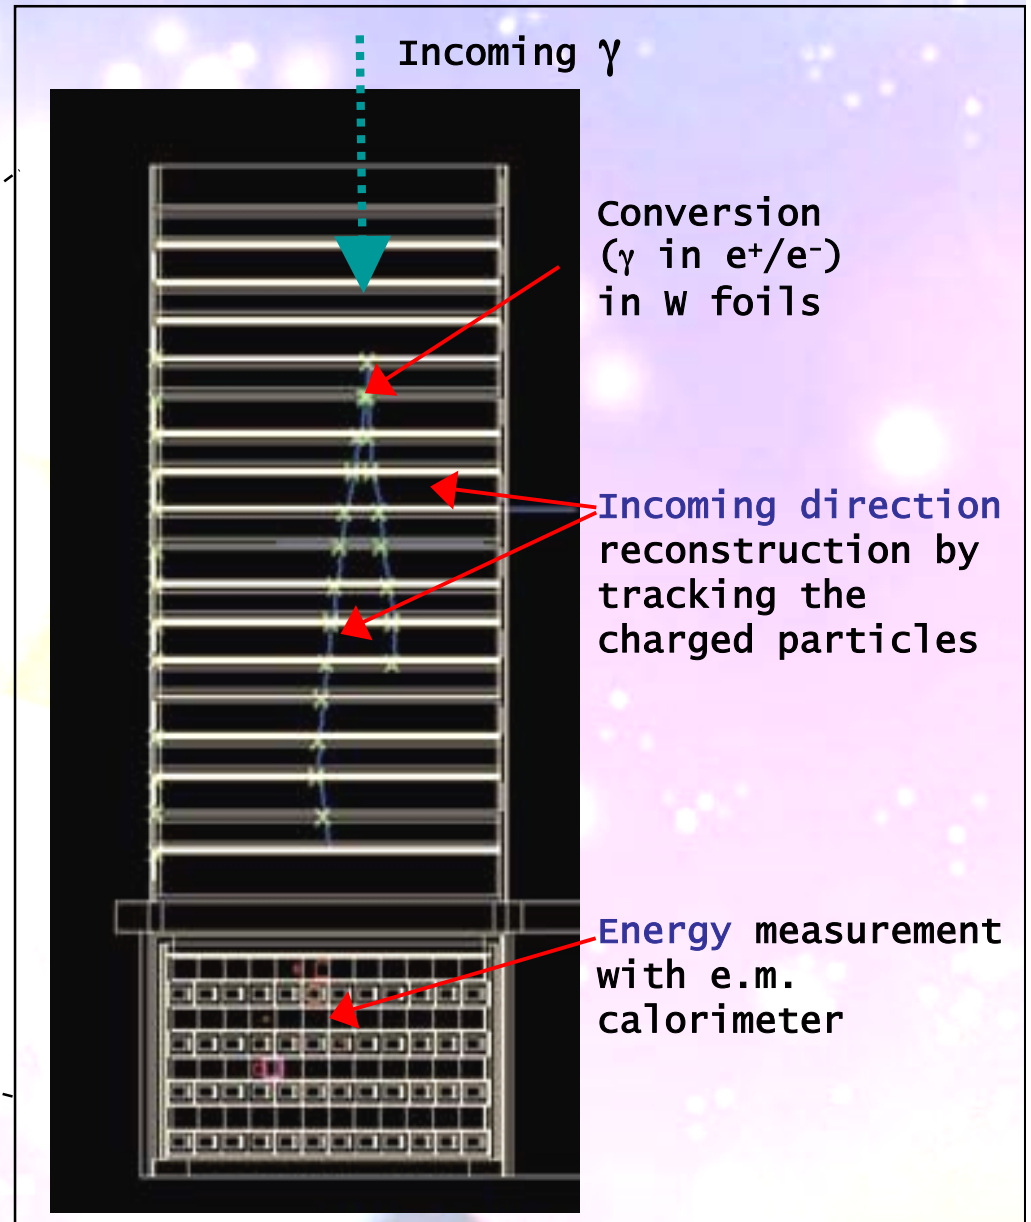 Incoming γ
Conversion
(γ in e⁺/e⁻)
in W foils
Incoming direction
reconstruction by
tracking the
charged particles
Energy measurement
with e.m.
calorimeter